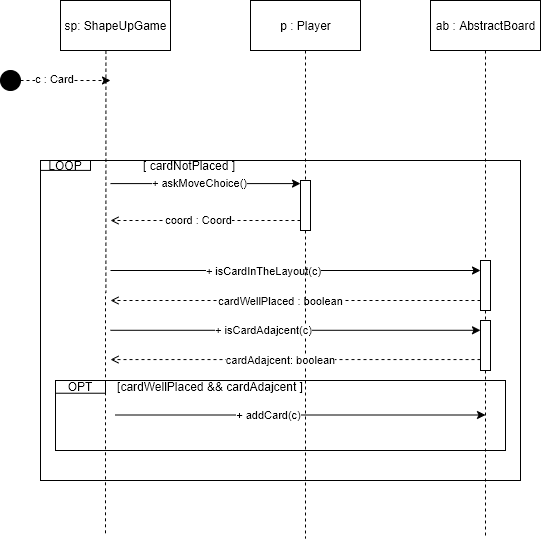 sp: ShapeUpGame
p : Player
ab : AbstractBoard
c : Card
LOOP
[ cardNotPlaced ]
+ askMoveChoice()
coord : Coord
+ isCardInTheLayout(c)
cardWellPlaced : boolean
+ isCardAdajcent(c)
cardAdajcent: boolean
OPT
[cardWellPlaced && cardAdajcent ]
+ addCard(c)